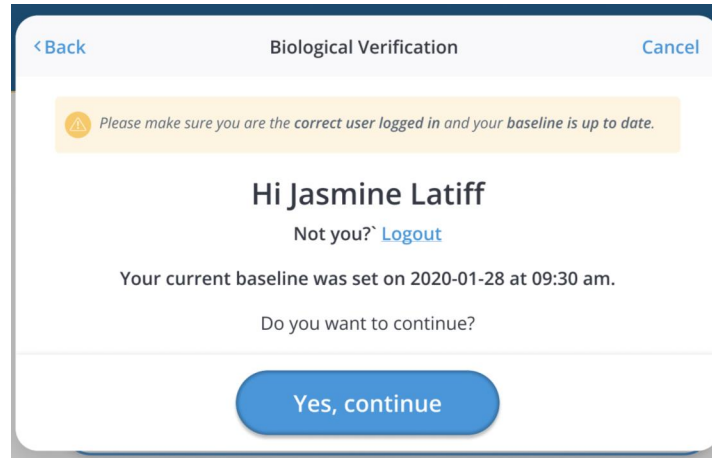 <Back
Biological Verification
Cancel
Please make sure you are the correct user logged in and your baseline is up to date.
Hi Jasmine Latiff
Not you?` Logout
Your current baseline was set on 2020-01-28 at 09:30 am.
Do you want to continue?
Yes, continue